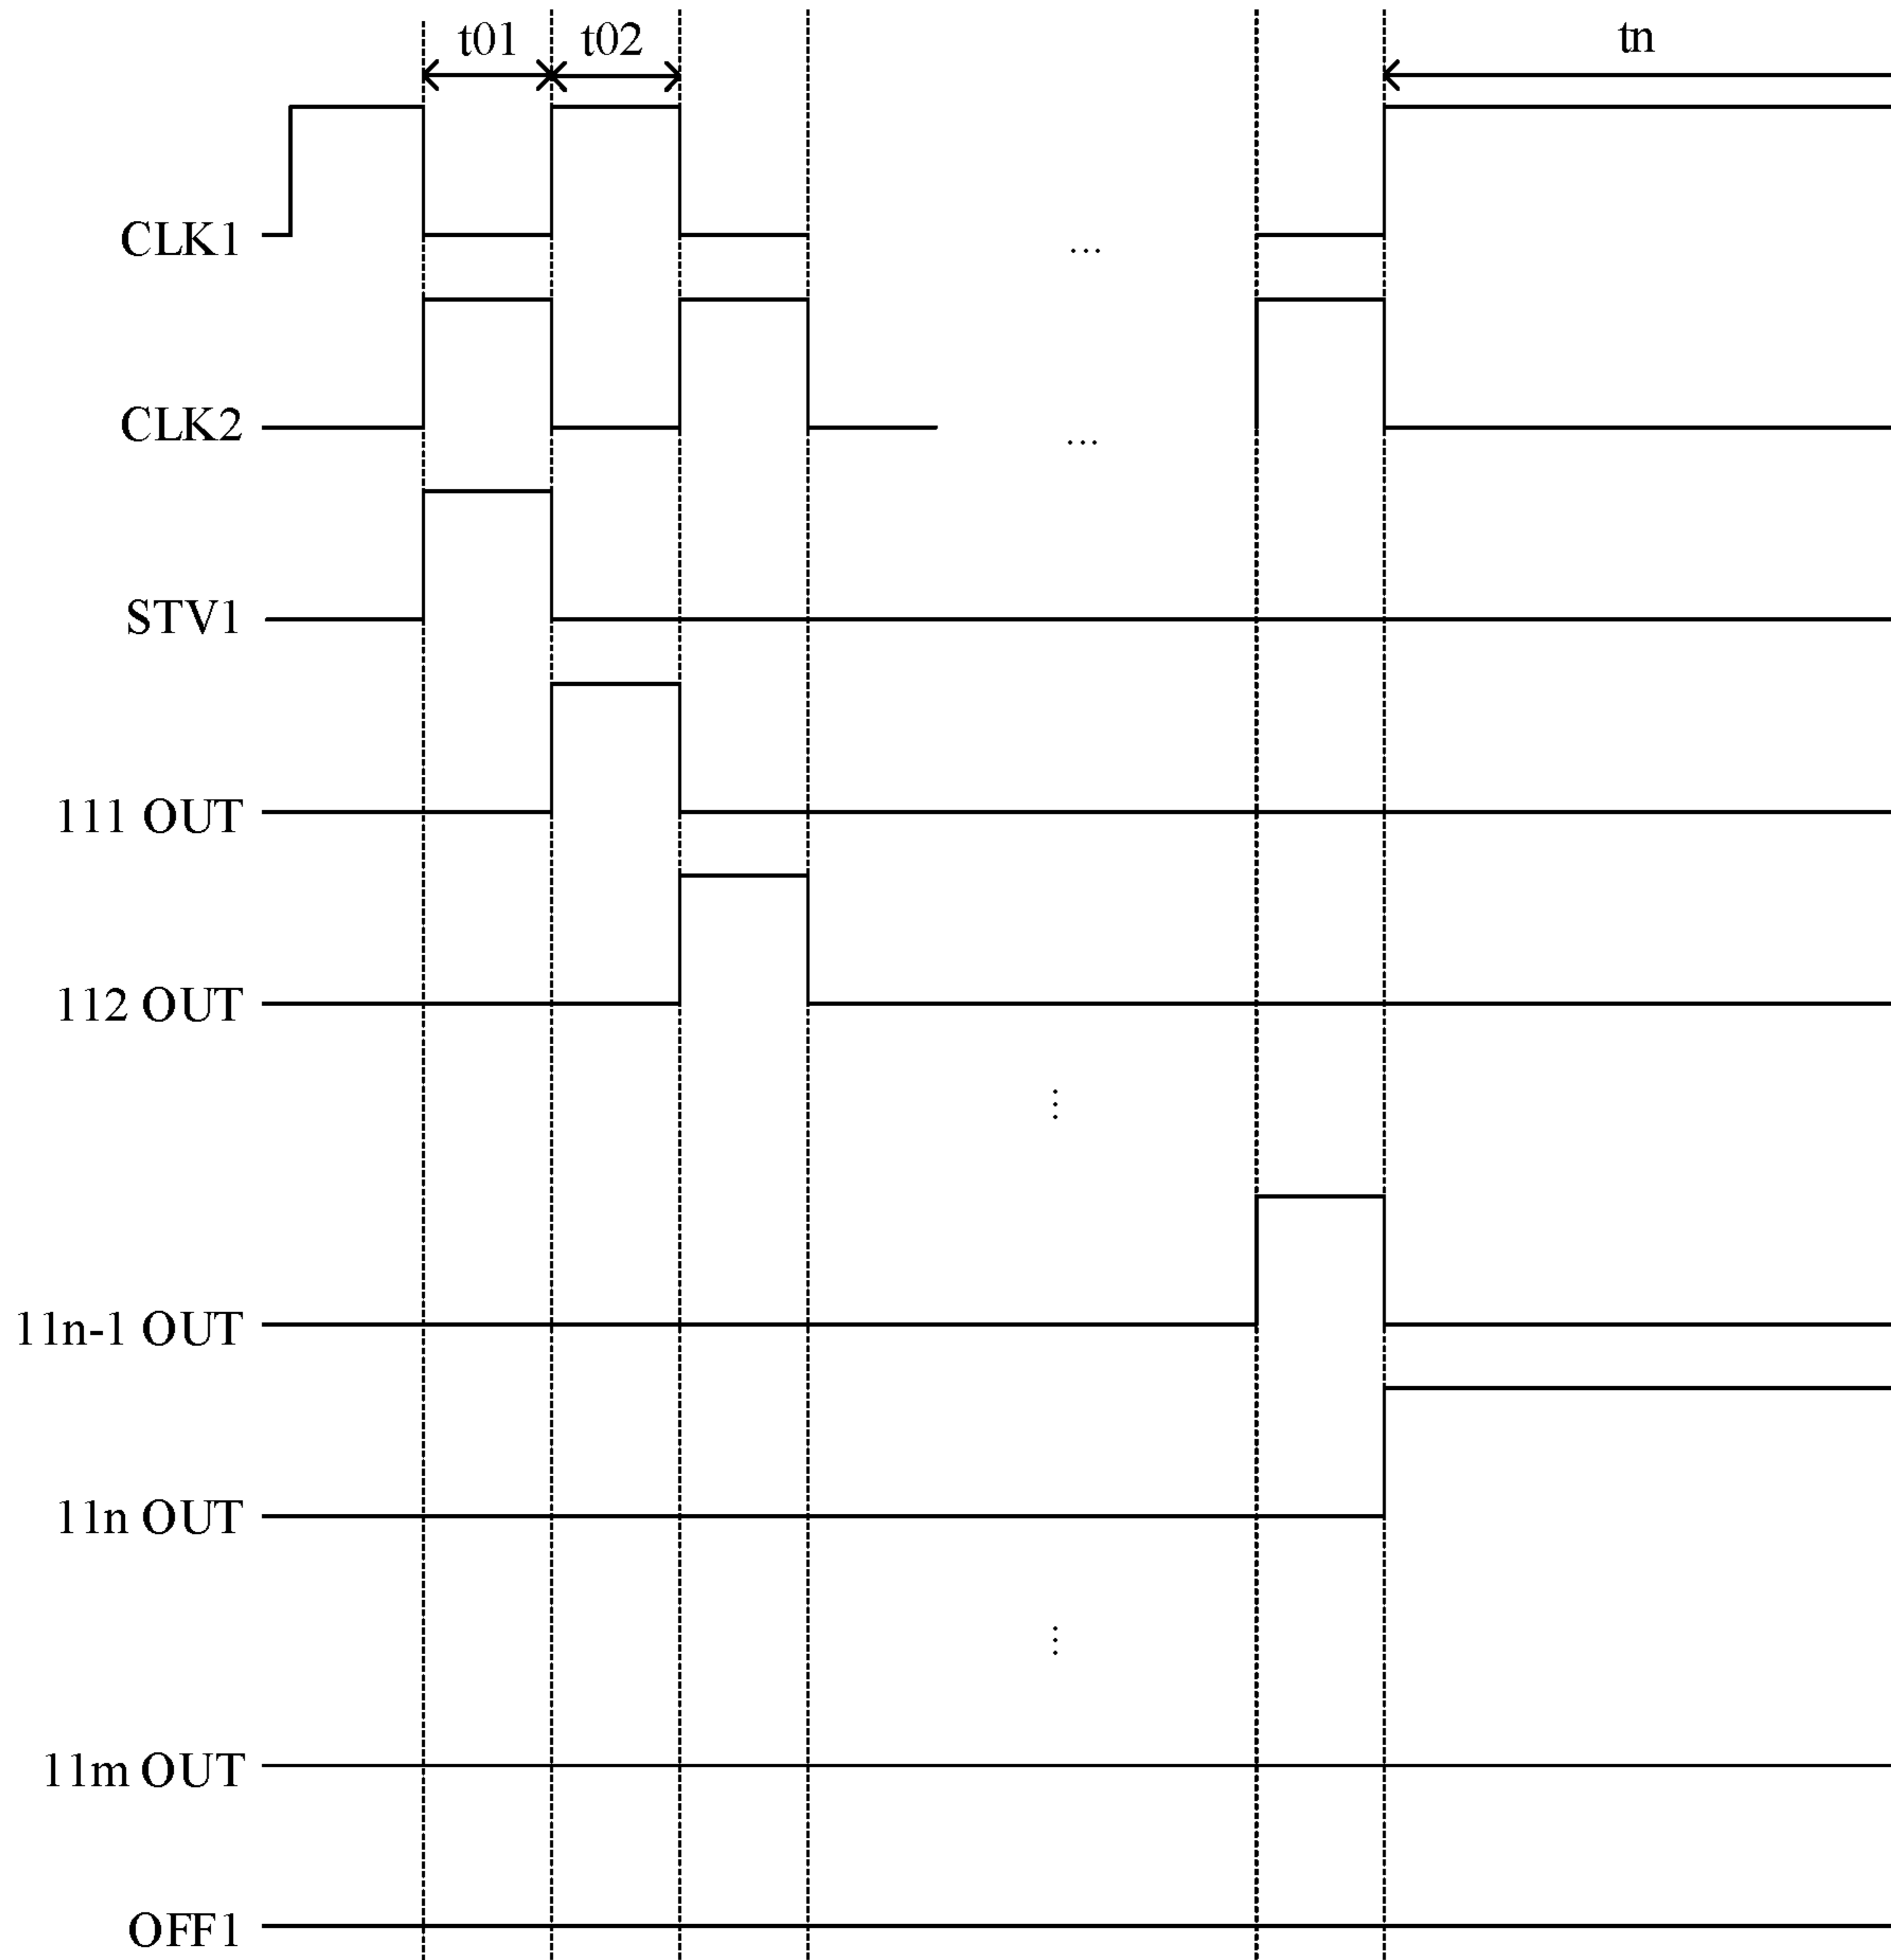 t01 t02 tn
CLK1
...
CLK2
...
STV1
111 OUT
112 OUT
⋮
11n-1 OUT
11n OUT
⋮
11m OUT
OFF1